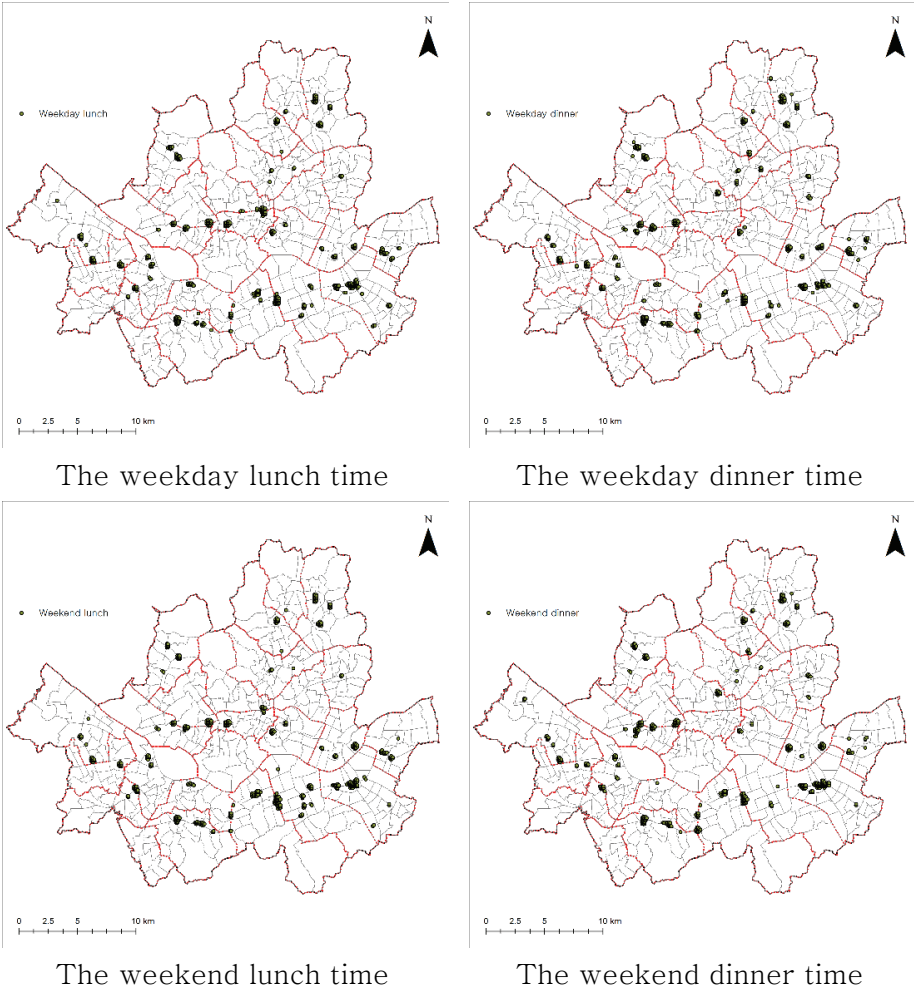 N
Weekday lunch
0 2.5 5 10 km
The weekday lunch time
N
Weekday dinner
0 2.5 5 10 km
The weekday dinner time
N
Weekend lunch
0 2.5 5 10 km
The weekend lunch time
N
Weekend dinner
0 2.5 5 10 km
The weekend dinner time